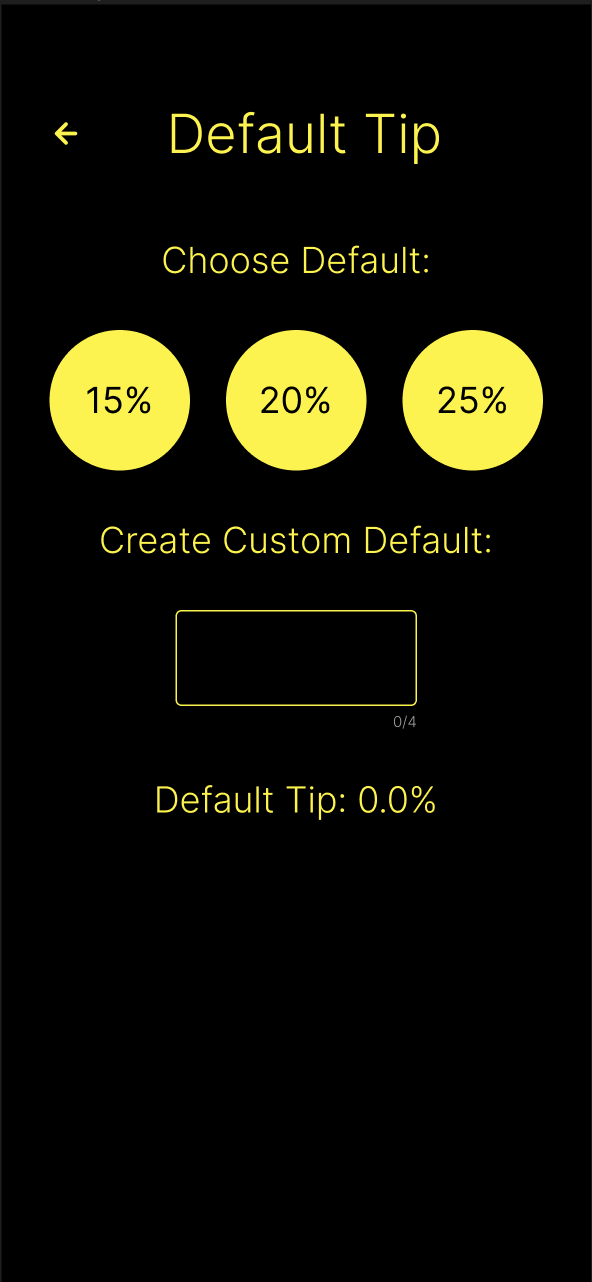 Default Tip
Choose Default:
15% 20% 25%
Create Custom Default:
0/4
Default Tip: 0.0%